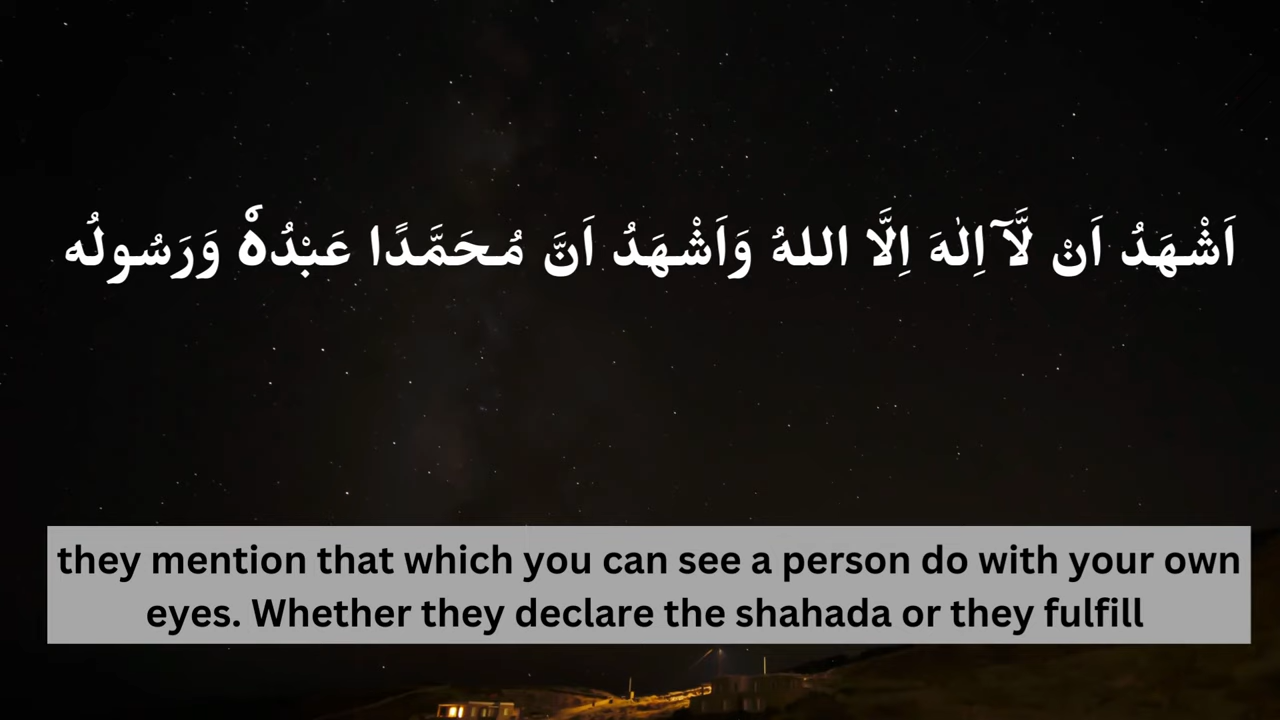 اَشْهَدُ اَنْ لَّآ اِلٰهَ اِلَّا اللهُ وَاَشْهَدُ اَنَّ مُحَمَّدًا عَبْدُهٗ وَرَسُولُه
they mention that which you can see a person do with your own
eyes. Whether they declare the shahada or they fulfill